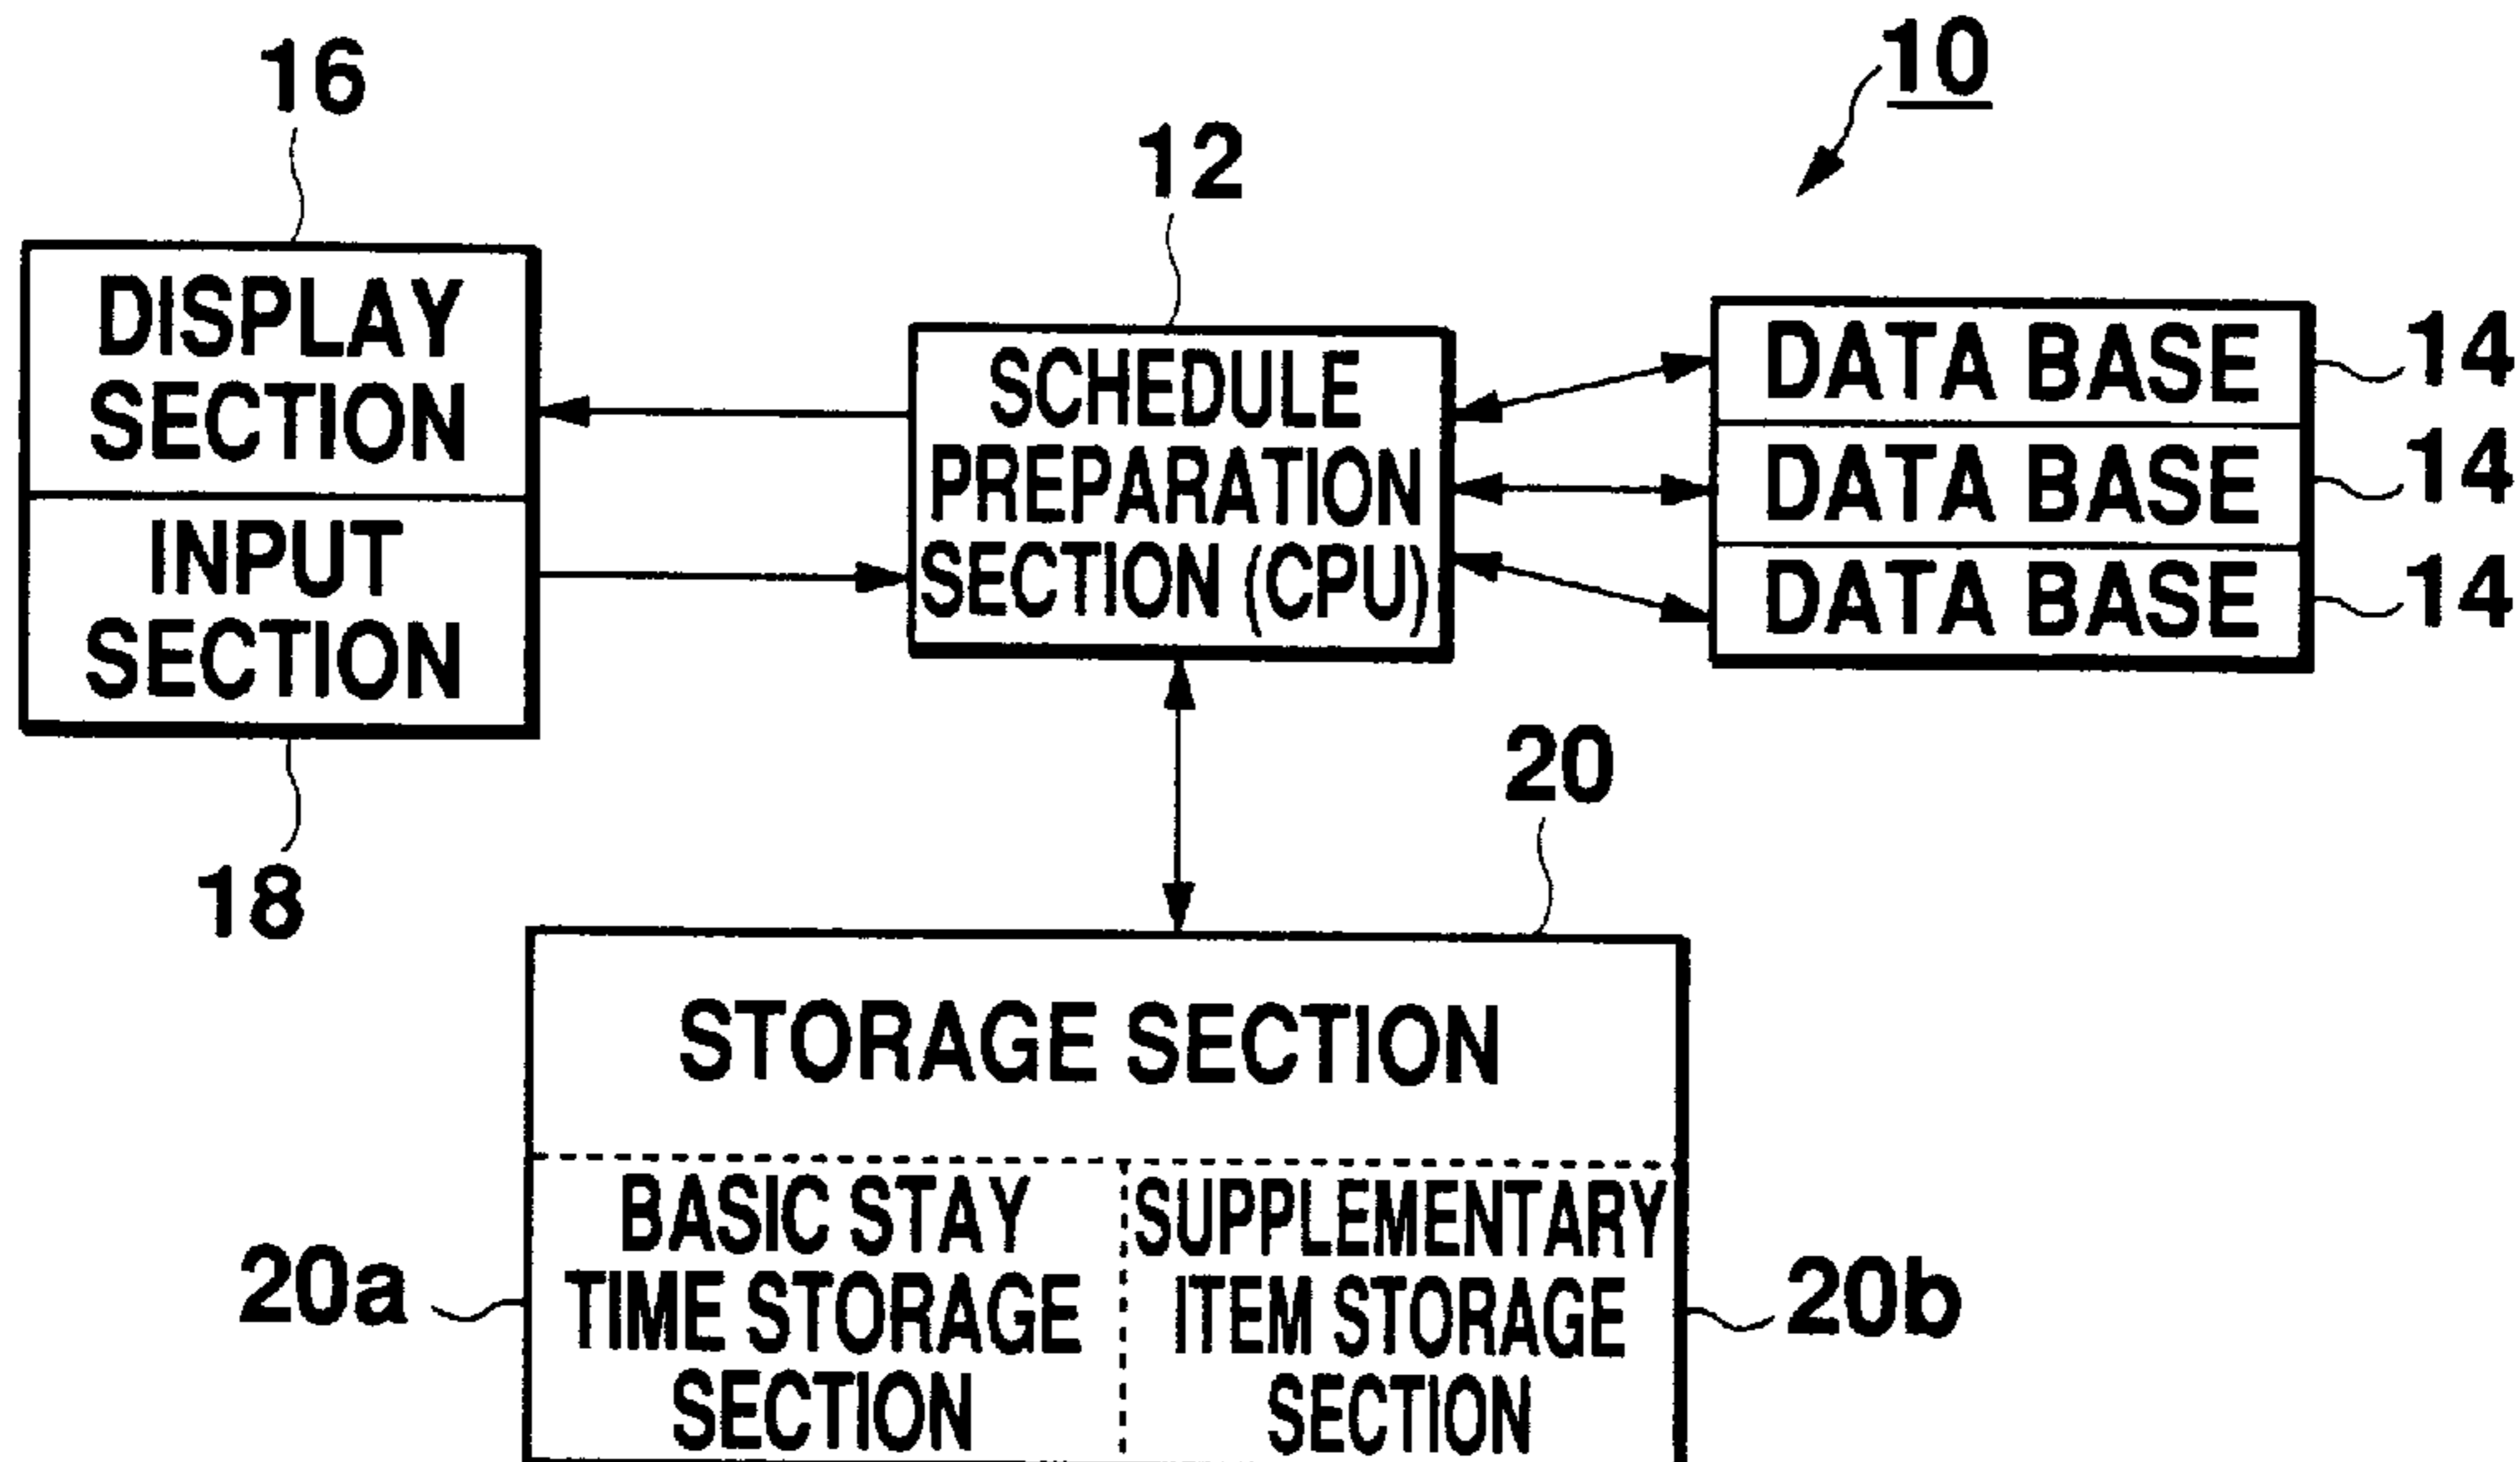 10
16
12
DISPLAY
SECTION
INPUT
SECTION
18
SCHEDULE
PREPARATION
SECTION (CPU)
DATA BASE
14
DATA BASE
14
DATA BASE
14
20
STORAGE SECTION
20a
BASIC STAY
TIME STORAGE
SECTION
SUPPLEMENTARY
ITEM STORAGE
SECTION
20b